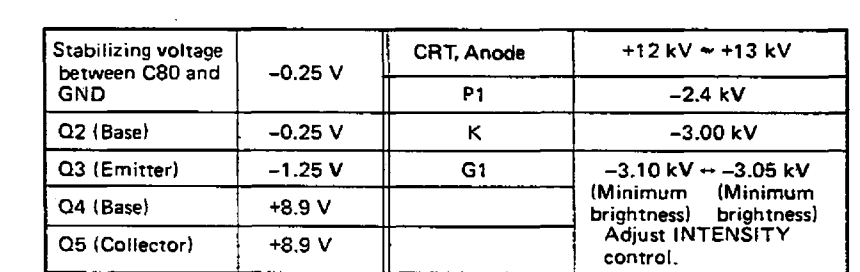 Stabilizing voltage between C80 and GND | -0.25 V | CRT, Anode | +12 kV ~ +13 kV
P1 | -2.4 kV
Q2 (Base) | -0.25 V | K | -3.00 kV
Q3 (Emitter) | -1.25 V | G1 | -3.10 kV ↔ -3.05 kV
(Minimum brightness) (Minimum brightness)
Adjust INTENSITY control.
Q4 (Base) | +8.9 V
Q5 (Collector) | +8.9 V